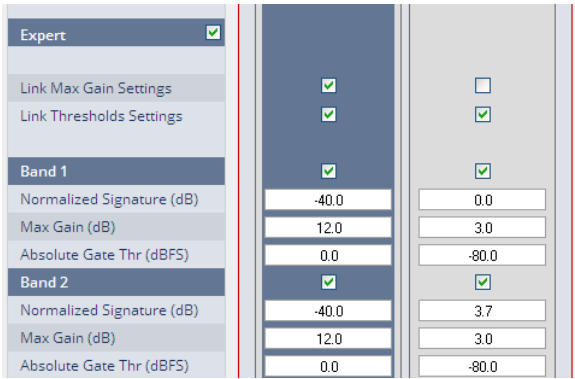 Expert
Link Max Gain Settings
Link Thresholds Settings
Band 1
Normalized Signature (dB) -40.0 0.0
Max Gain (dB) 12.0 3.0
Absolute Gate Thr (dBFS) 0.0 -80.0
Band 2
Normalized Signature (dB) -40.0 3.7
Max Gain (dB) 12.0 3.0
Absolute Gate Thr (dBFS) 0.0 -80.0